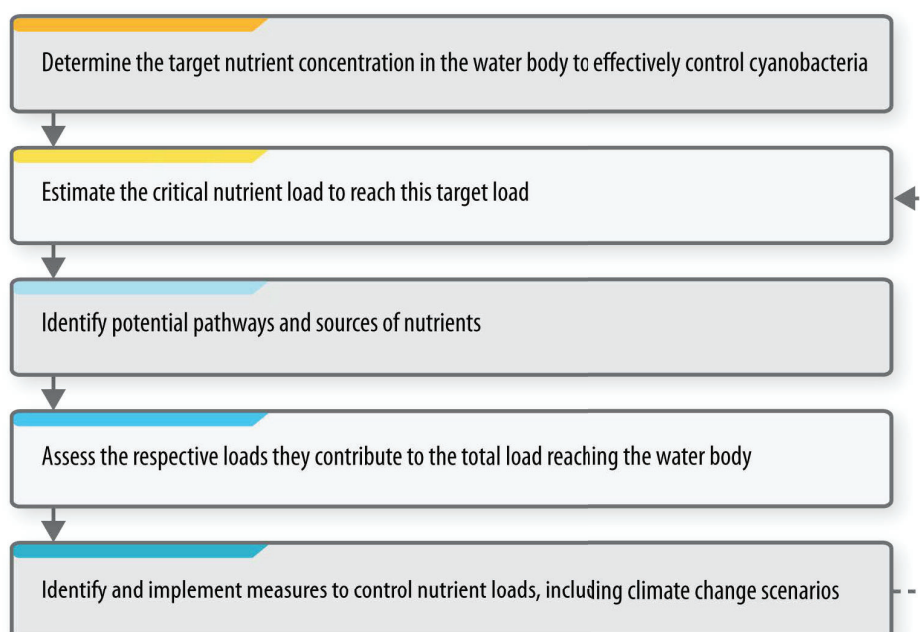 Determine the target nutrient concentration in the water body to effectively control cyanobacteria
Estimate the critical nutrient load to reach this target load
Identify potential pathways and sources of nutrients
Assess the respective loads they contribute to the total load reaching the water body
Identify and implement measures to control nutrient loads, including climate change scenarios